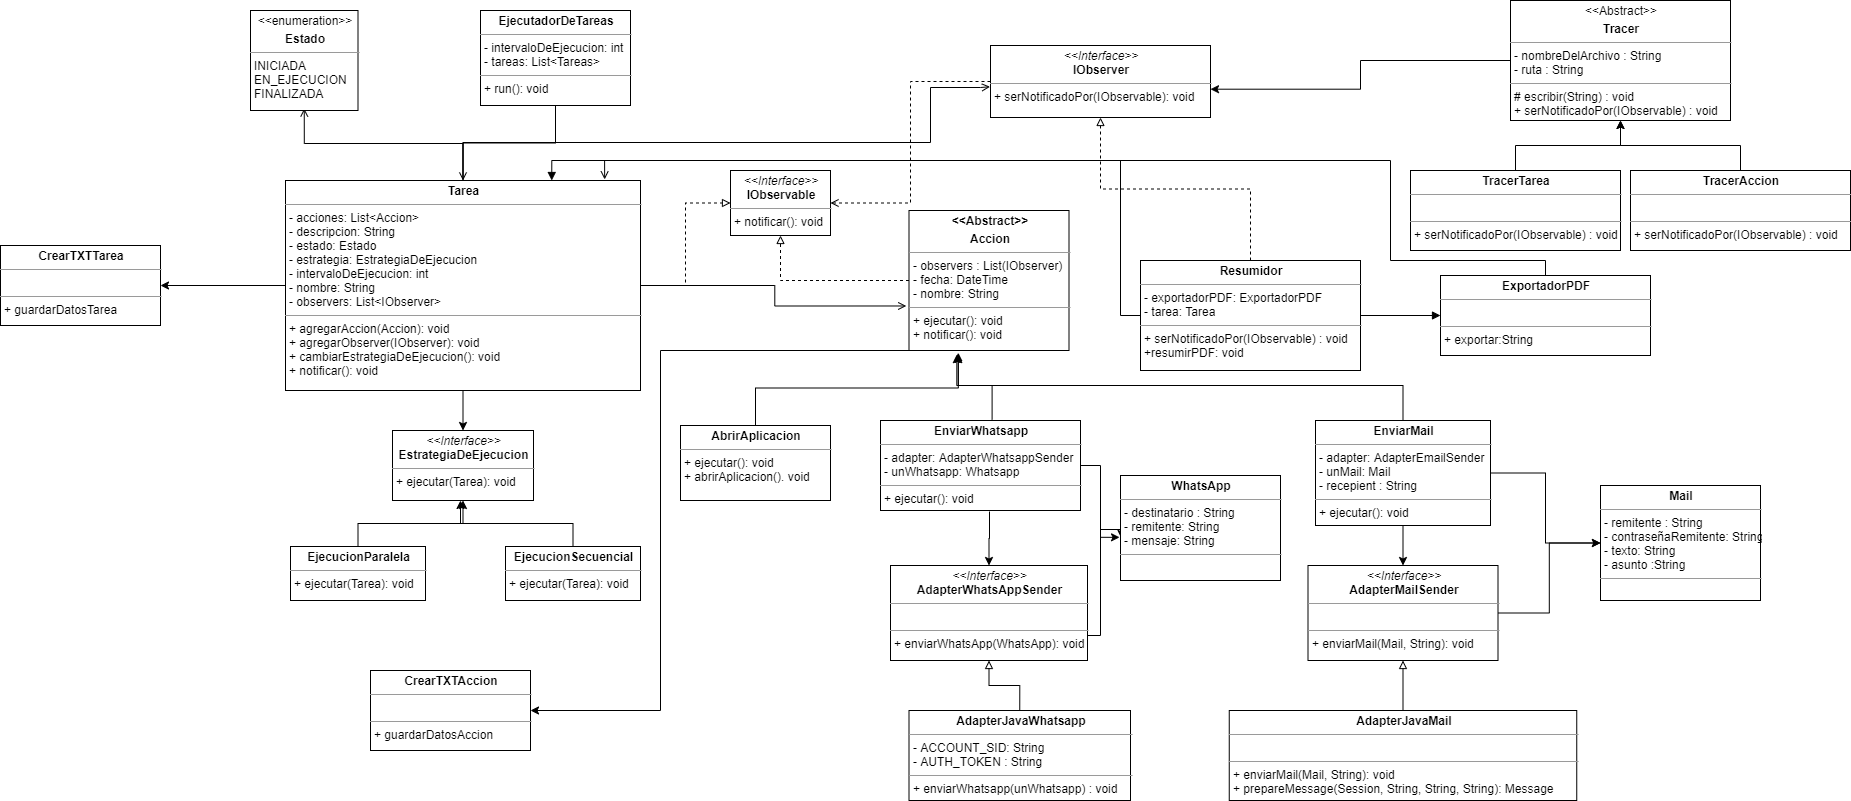 <<enumeration>>
Estado
INICIADA
EN_EJECUCION
FINALIZADA
EjecutadorDeTareas
- intervaloDeEjecucion: int
- tareas: List<Tareas>
+ run(): void
<<Interface>>
IObserver
+ serNotificadoPor(IObservable): void
<<Abstract>>
Tracer
- nombreDelArchivo : String
- ruta : String
# escribir(String) : void
+ serNotificadoPor(IObservable) : void
TracerTarea
+ serNotificadoPor(IObservable) : void
TracerAccion
+ serNotificadoPor(IObservable) : void
Tarea
- acciones: List<Accion>
- descripcion: String
- estado: Estado
- estrategia: EstrategiaDeEjecucion
- intervaloDeEjecucion: int
- nombre: String
- observers: List<IObserver>
+ agregarAccion(Accion): void
+ agregarObserver(IObserver): void
+ cambiarEstrategiaDeEjecucion(): void
+ notificar(): void
<<Interface>>
IObservable
+ notificar(): void
<<Abstract>>
Accion
- observers : List(IObserver)
- fecha: DateTime
- nombre: String
+ ejecutar(): void
+ notificar(): void
CrearTXTTarea
+ guardarDatosTarea
Resumidor
- exportadorPDF: ExportadorPDF
- tarea: Tarea
+ serNotificadoPor(IObservable) : void
+resumirPDF: void
ExportadorPDF
+ exportar:String
<<Interface>>
EstrategiaDeEjecucion
+ ejecutar(Tarea): void
AbrirAplicacion
+ ejecutar(): void
+ abrirAplicacion(). void
EnviarWhatsapp
- adapter: AdapterWhatsappSender
- unWhatsapp: Whatsapp
+ ejecutar(): void
WhatsApp
- destinatario : String
- remitente: String
- mensaje: String
EnviarMail
- adapter: AdapterEmailSender
- unMail: Mail
- recepient : String
+ ejecutar(): void
Mail
- remitente : String
- contraseñaRemitente: String
- texto: String
- asunto :String
EjecucionParalela
+ ejecutar(Tarea): void
EjecucionSecuencial
+ ejecutar(Tarea): void
<<Interface>>
AdapterWhatsAppSender
+ enviarWhatsApp(WhatsApp): void
<<Interface>>
AdapterMailSender
+ enviarMail(Mail, String): void
CrearTXTAccion
+ guardarDatosAccion
AdapterJavaWhatsapp
- ACCOUNT_SID: String
- AUTH_TOKEN : String
+ enviarWhatsapp(unWhatsapp) : void
AdapterJavaMail
+ enviarMail(Mail, String): void
+ prepareMessage(Session, String, String, String): Message